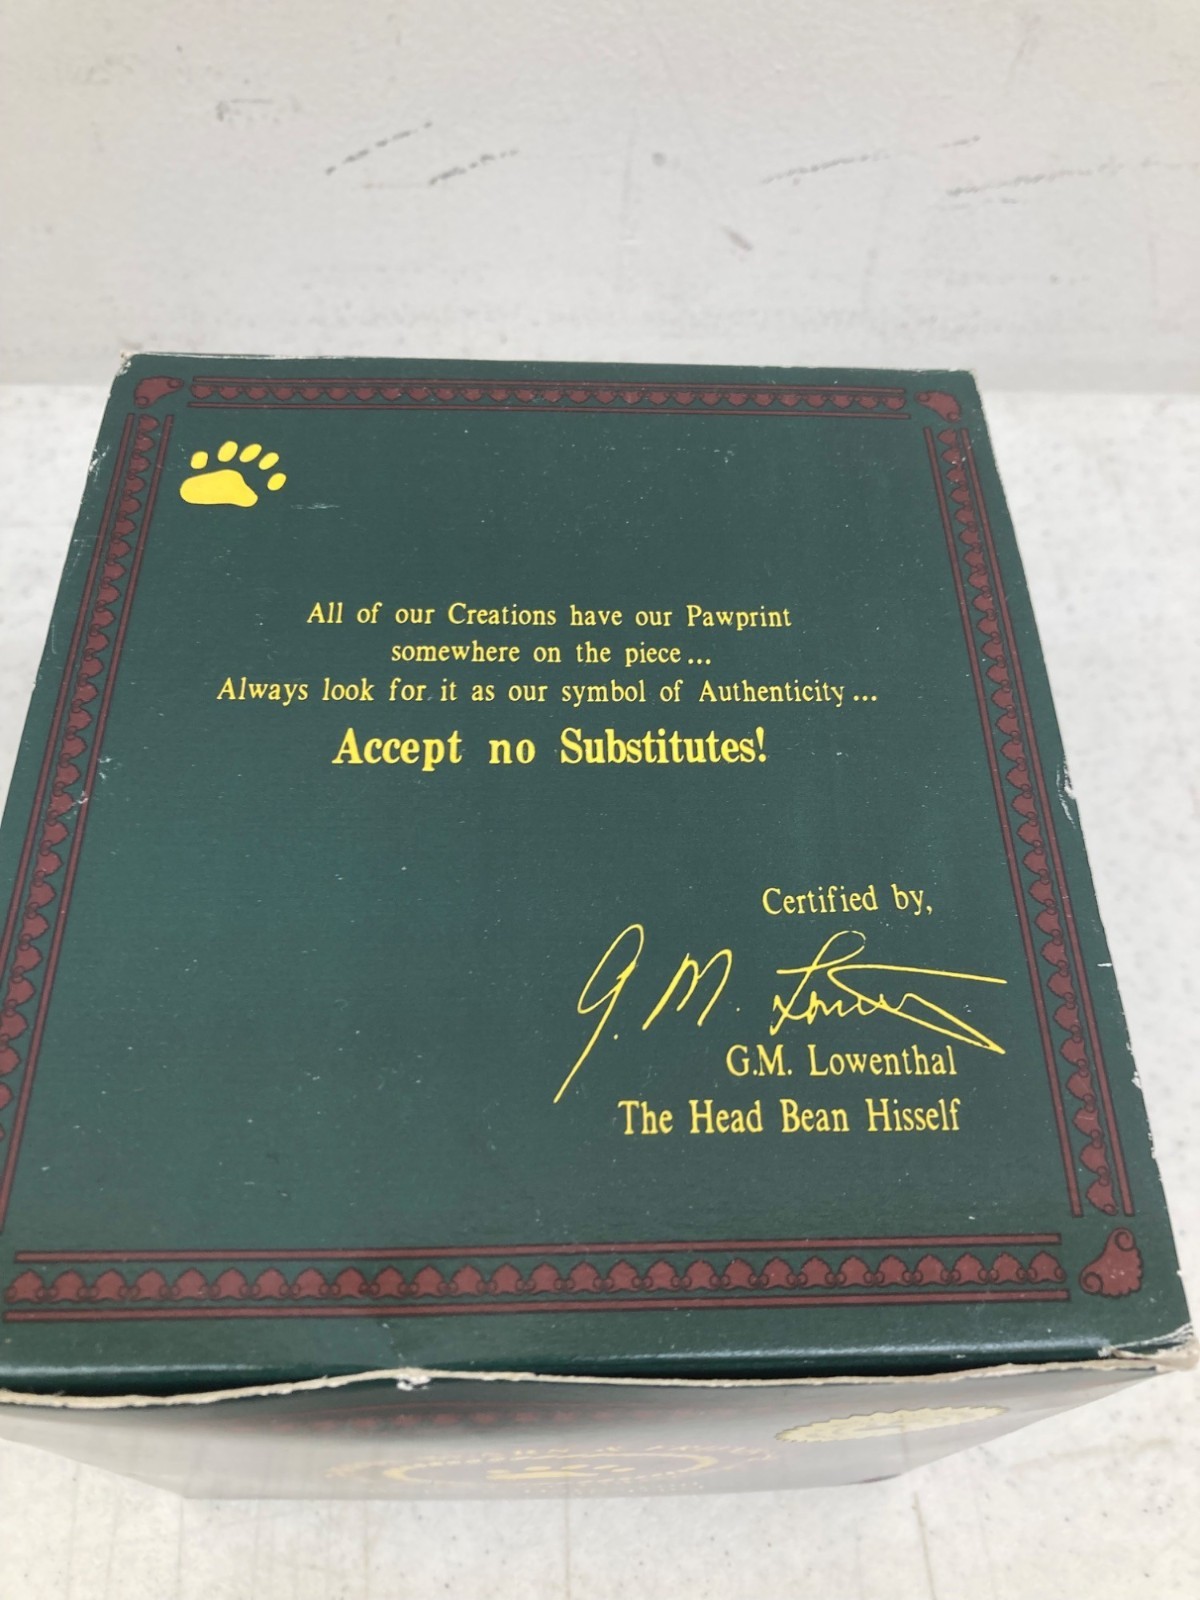 All of our Creations have our Pawprint
somewhere on the piece...
Always look for it as our symbol of Authenticity...
Accept no Substitutes!
Certified by,
G.M. Lowenthal
G.M. Lowenthal
The Head Bean Hisself